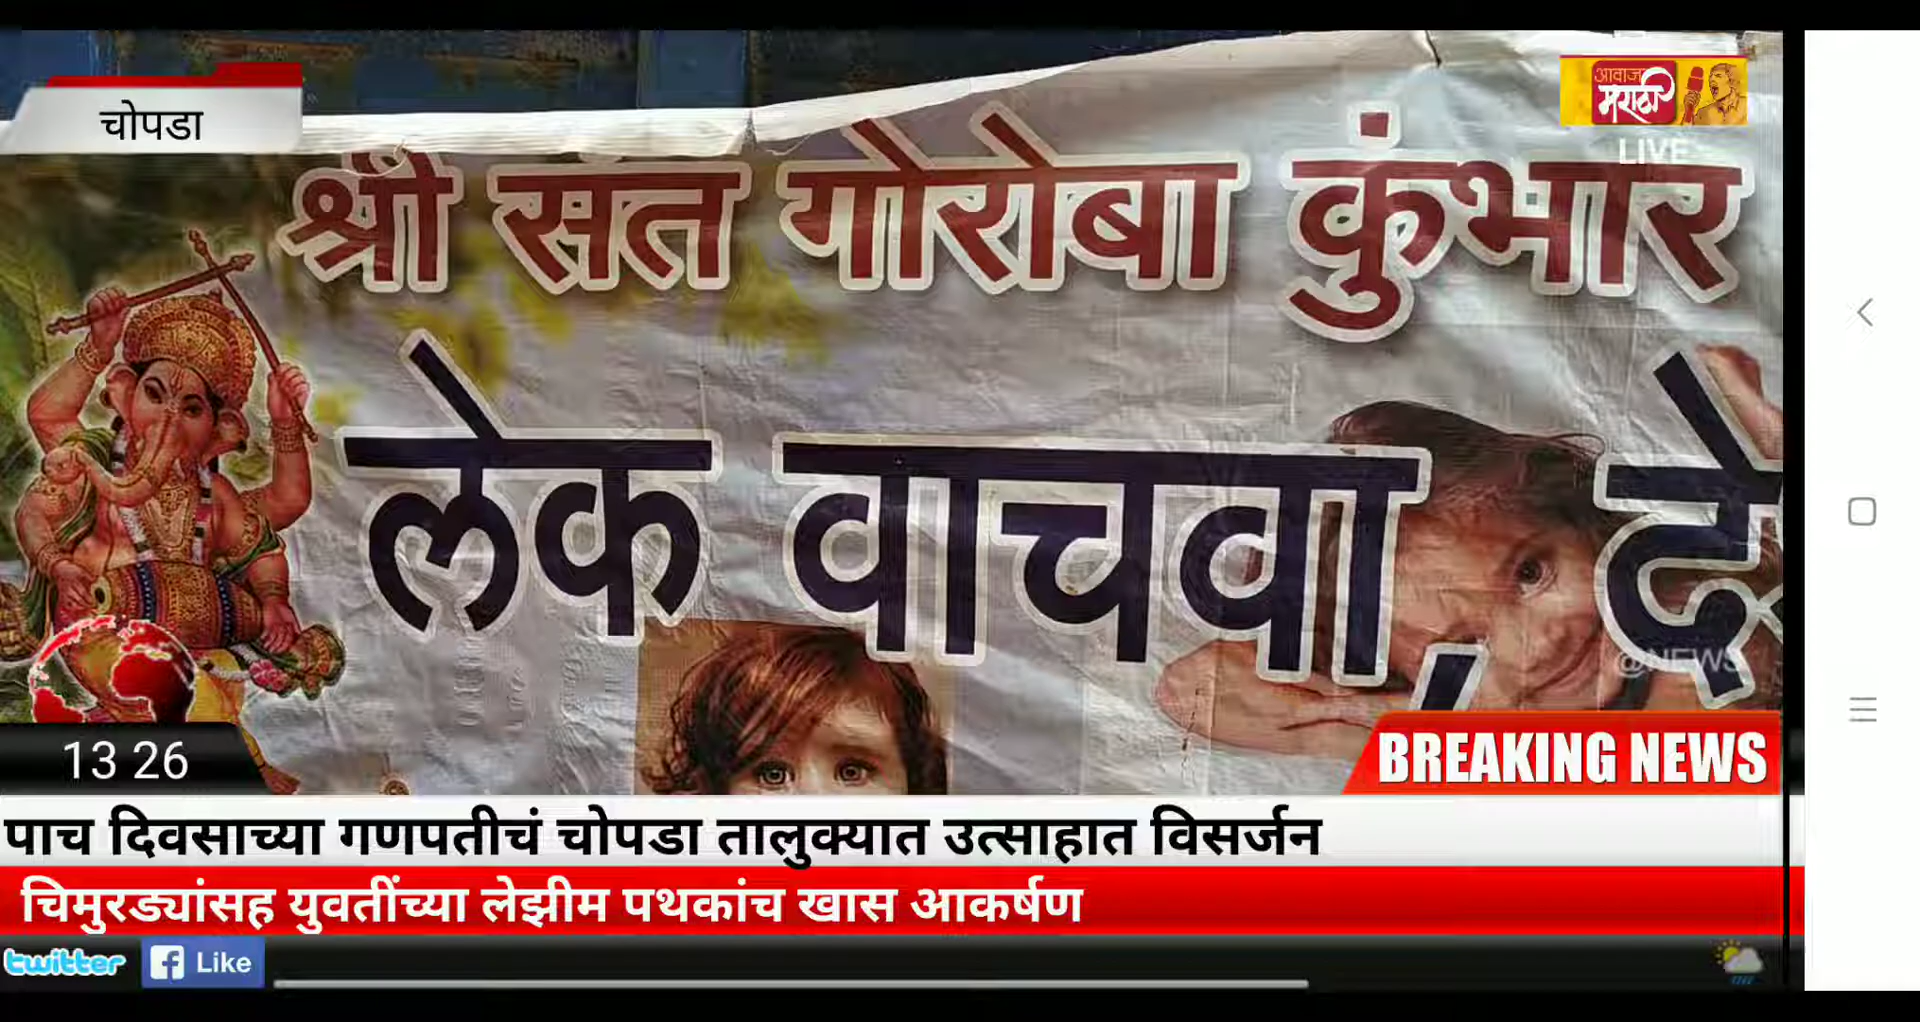 चोपडा
आवाज
मराठी
LIVE
श्री संत गोरोबा कुंभार
लेक वाचवा, दे
@NEWS
13 26
BREAKING NEWS
पाच दिवसाच्या गणपतीचं चोपडा तालुक्यात उत्साहात विसर्जन
चिमुरड्यांसह युवतींच्या लेझीम पथकांच खास आकर्षण
twitter
f Like